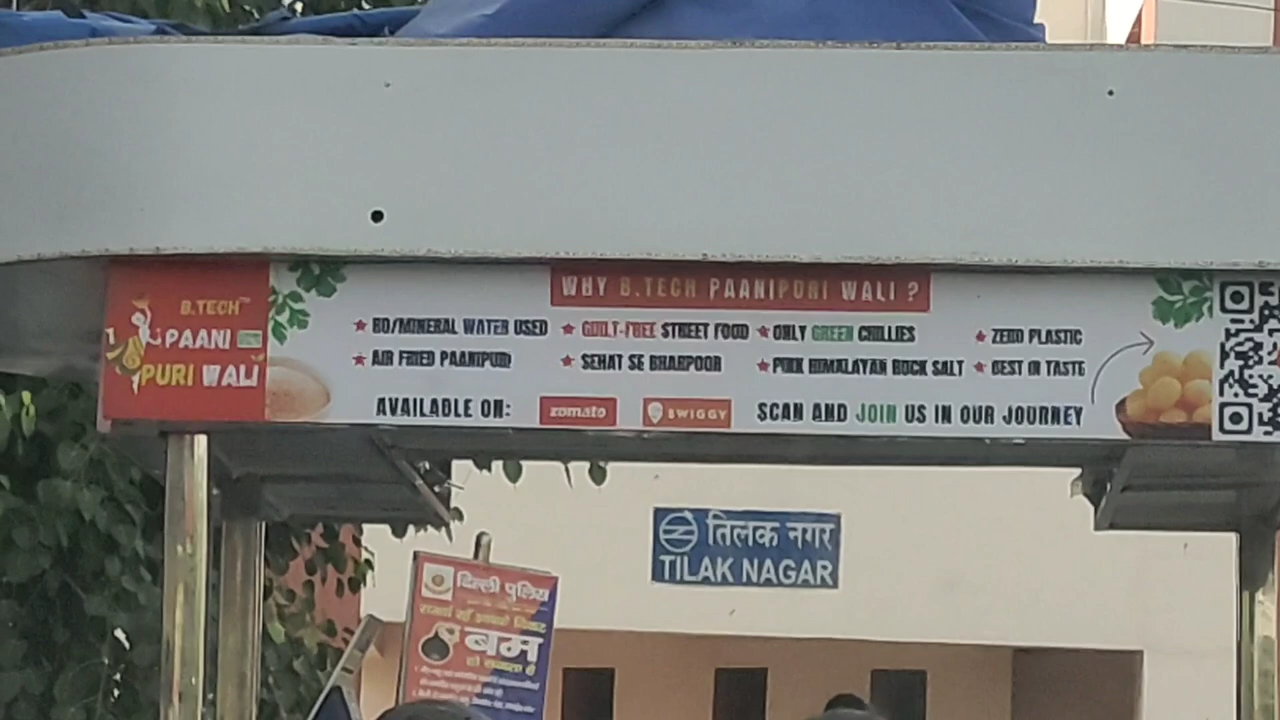 B.TECH
PAANI
PURI WALI
WHY B.TECH PAANIPURI WALI ?
RO/MINERAL WATER USED
GUILT-FREE STREET FOOD
ONLY GREEN CHILLIES
ZERO PLASTIC
AIR FRIED PAANIPURI
SEHAT SE BHARPOOR
PINK HIMALAYAN ROCK SALT
BEST IN TASTE
AVAILABLE ON:
zomato
SWIGGY
SCAN AND JOIN US IN OUR JOURNEY
तिलक नगर
TILAK NAGAR
दिल्ली पुलिस
बम
हो सकता है